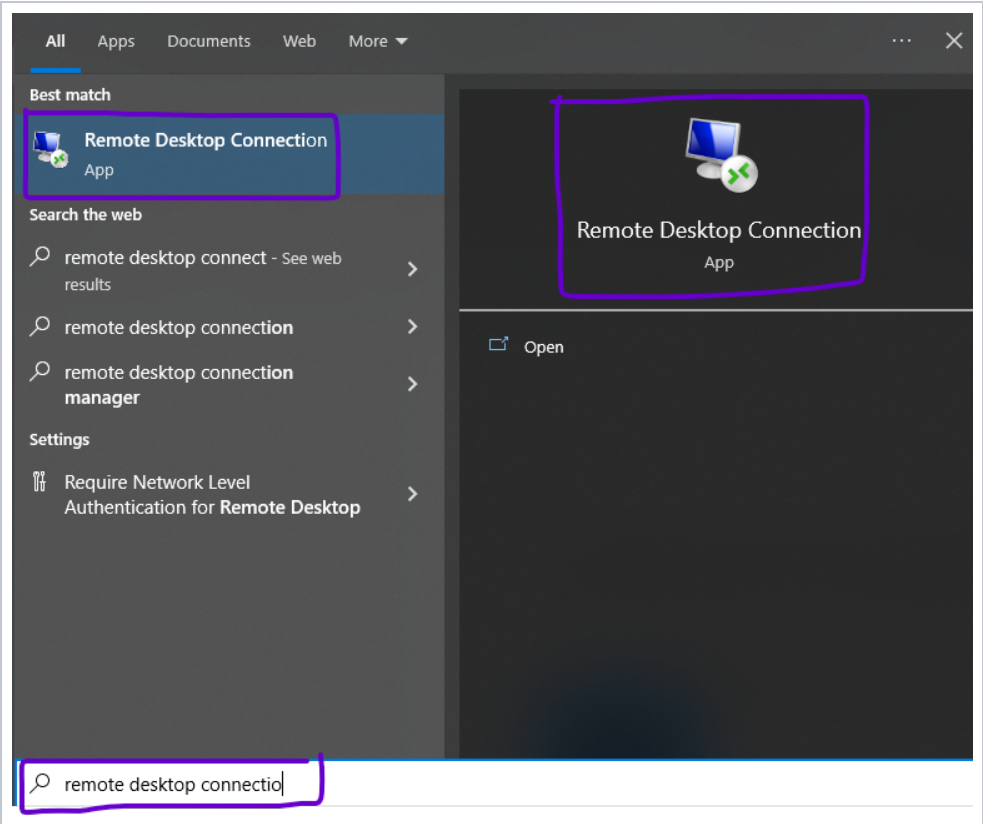 All Apps Documents Web More ...
Best match
Remote Desktop Connection
App
Search the web
remote desktop connect - See web
results
remote desktop connection
remote desktop connection
manager
Settings
Require Network Level
Authentication for Remote Desktop
Remote Desktop Connection
App
Open
remote desktop connectio